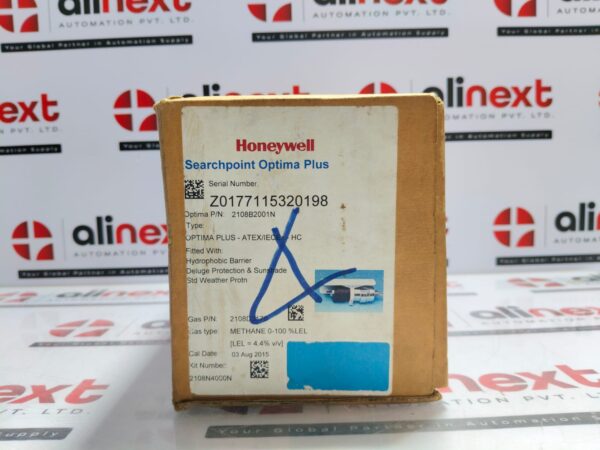 alinext
AUTOMATION PVT. LTD.
Your Global Partner in Automation Supply
Honeywell
Searchpoint Optima Plus
Serial Number:
Z0177115320198
Optima P/N: 2108B2001N
Type:
OPTIMA PLUS - ATEX/IECEx HC
Fitted With
Hydrophobic Barrier
Deluge Protection & Sunshade
Std Weather Protn
Gas P/N:
Gas type METHANE 0-100 %LEL
[LEL = 4.4% v/v]
Cal Date 03 Aug 2015
Kit Number:
2108N4000N